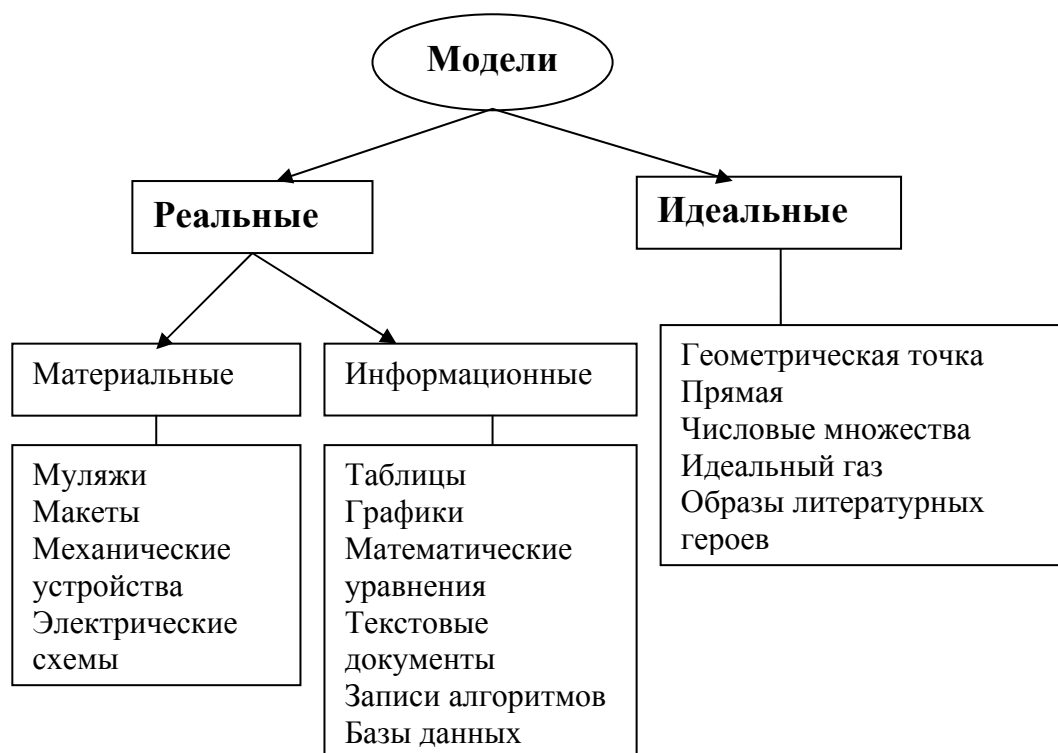 Модели
Реальные
Идеальные
Материальные
Информационные
Муляжи
Макеты
Механические
устройства
Электрические
схемы
Таблицы
Графики
Математические
уравнения
Текстовые
документы
Записи алгоритмов
Базы данных
Геометрическая точка
Прямая
Числовые множества
Идеальный газ
Образы литературных
героев